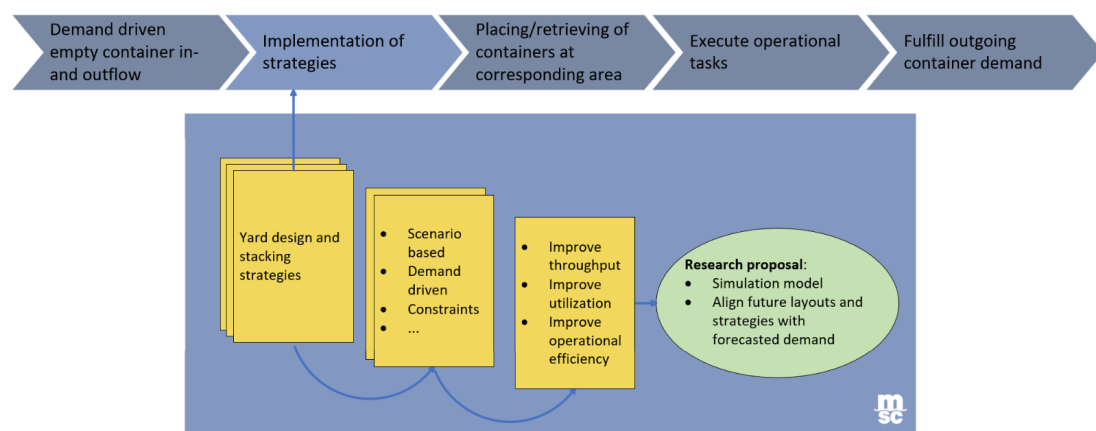 Demand driven
empty container in-
and outflow
Implementation of
strategies
Placing/retrieving of
containers at
corresponding area
Execute operational
tasks
Fulfill outgoing
container demand
Yard design and
stacking
strategies
• Scenario
based
• Demand
driven
• Constraints
• ...
• Improve
throughput
• Improve
utilization
• Improve
operational
efficiency
Research proposal:
• Simulation model
• Align future layouts and
strategies with
forecasted demand
m
sc